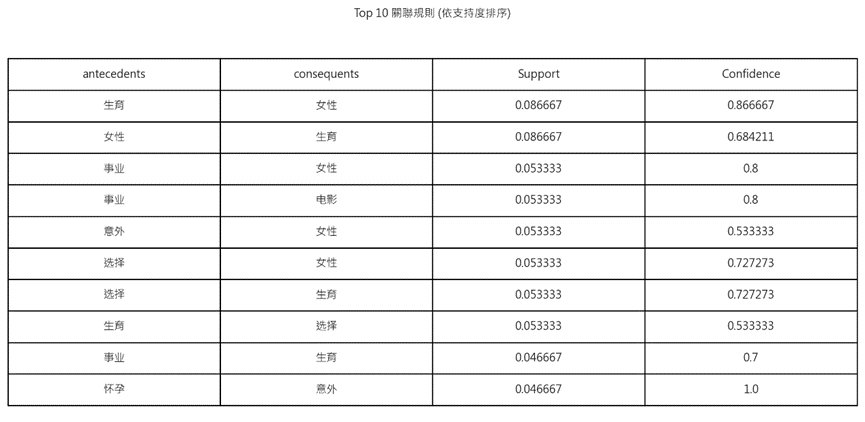 Top 10 關聯規則 (依支持度排序)
antecedents consequents Support Confidence
生育 女性 0.086667 0.866667
女性 生育 0.086667 0.684211
事业 女性 0.053333 0.8
事业 电影 0.053333 0.8
意外 女性 0.053333 0.533333
选择 女性 0.053333 0.727273
选择 生育 0.053333 0.727273
生育 选择 0.053333 0.533333
事业 生育 0.046667 0.7
怀孕 意外 0.046667 1.0